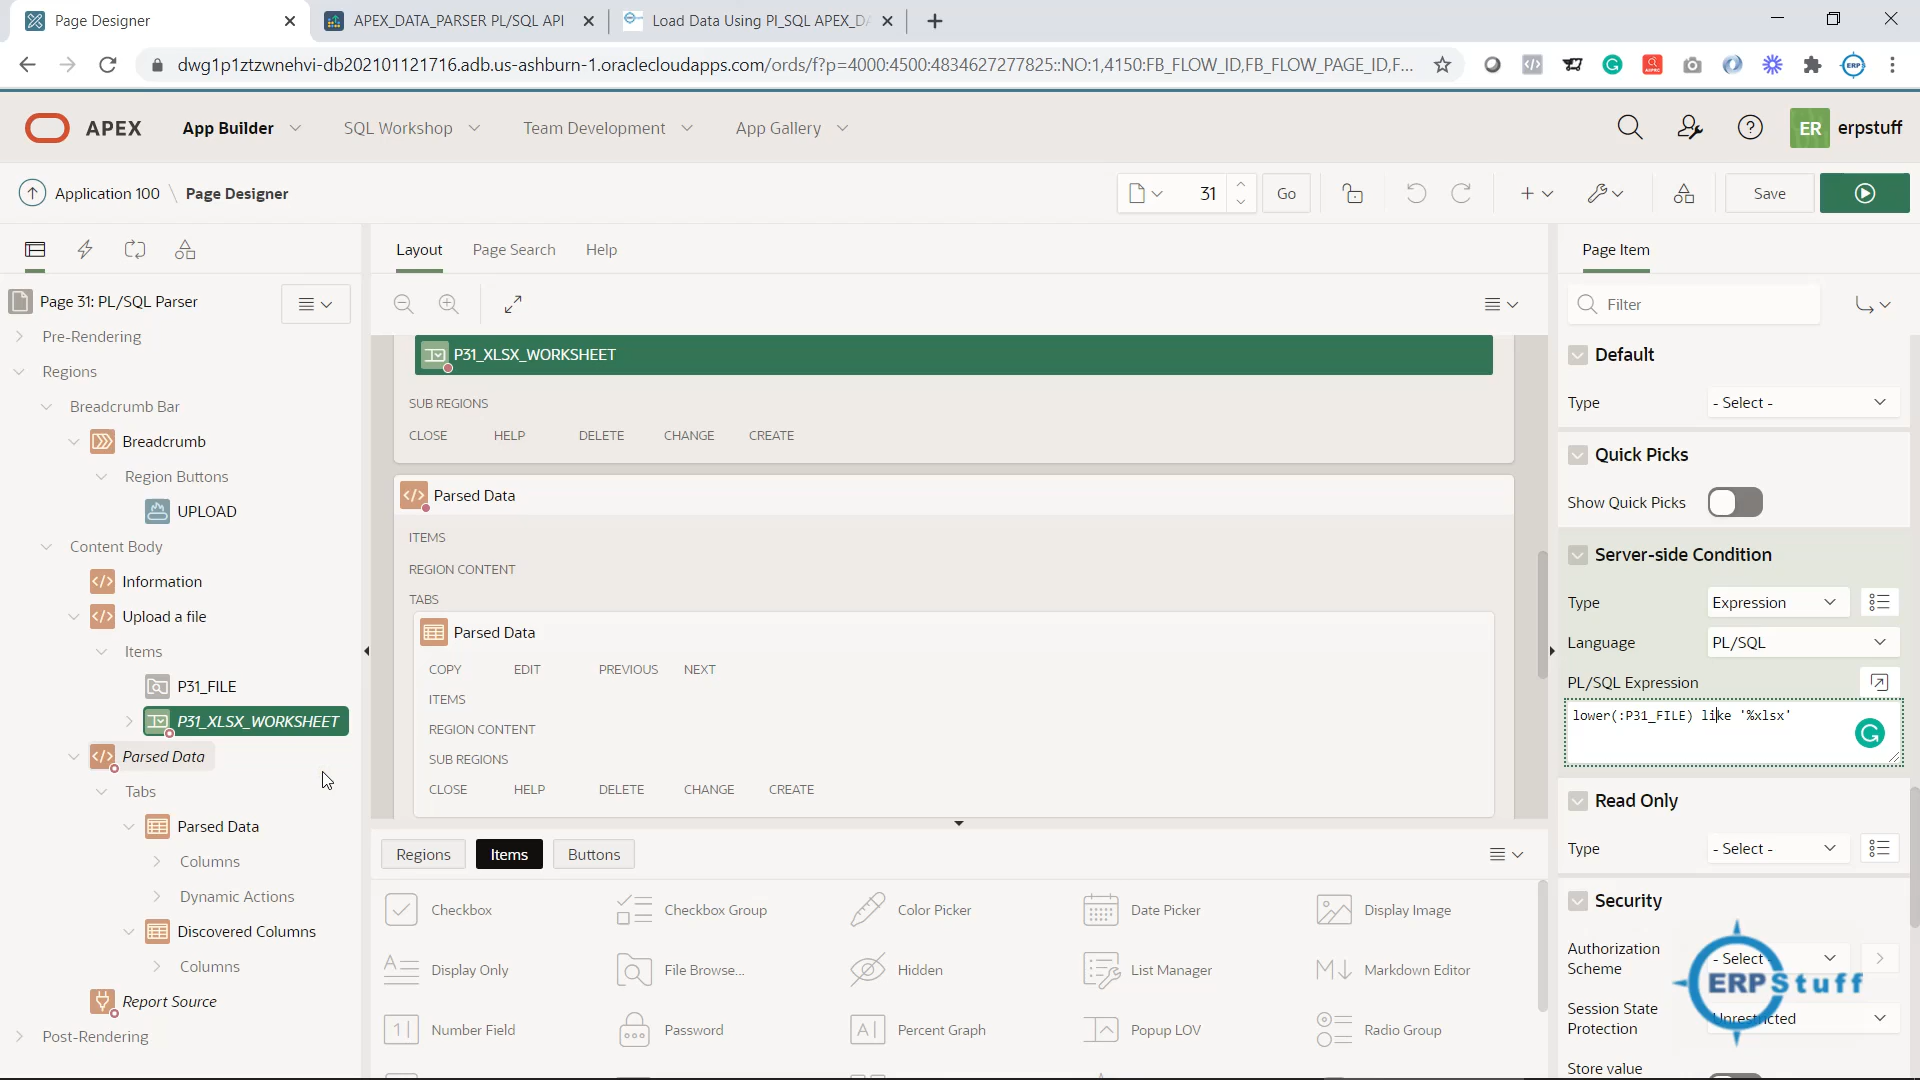 Page Designer
APEX_DATA_PARSER PL/SQL API
Load Data Using Pl_SQL APEX_DA
dwg1p1ztzwnehvi-db202101121716.adb.us-ashburn-1.oraclecloudapps.com/ords/f?p=4000:4500:4834627277825::NO:1,4150:FB_FLOW_ID,FB_FLOW_PAGE_ID,F...
APEX
App Builder
SQL Workshop
Team Development
App Gallery
ER
erpstuff
Application 100 \ Page Designer
31
Go
Save
Layout
Page Search
Help
Page Item
Page 31: PL/SQL Parser
Pre-Rendering
Regions
Breadcrumb Bar
Breadcrumb
Region Buttons
UPLOAD
Content Body
Information
Upload a file
Items
P31_FILE
P31_XLSX_WORKSHEET
Parsed Data
Tabs
Parsed Data
Columns
Dynamic Actions
Discovered Columns
Columns
Report Source
Post-Rendering
P31_XLSX_WORKSHEET
SUB REGIONS
CLOSE HELP DELETE CHANGE CREATE
Parsed Data
ITEMS
REGION CONTENT
TABS
Parsed Data
COPY EDIT PREVIOUS NEXT
ITEMS
REGION CONTENT
SUB REGIONS
CLOSE HELP DELETE CHANGE CREATE
Regions Items Buttons
Checkbox Checkbox Group Color Picker Date Picker Display Image
Display Only File Browse... Hidden List Manager Markdown Editor
Number Field Password Percent Graph Popup LOV Radio Group
Filter
Default
Type - Select -
Quick Picks
Show Quick Picks
Server-side Condition
Type Expression
Language PL/SQL
PL/SQL Expression
lower(:P31_FILE) like '%xlsx'
Read Only
Type - Select -
Security
Authorization Scheme - Select -
Session State Protection Unrestricted
Store value
ERPStuff